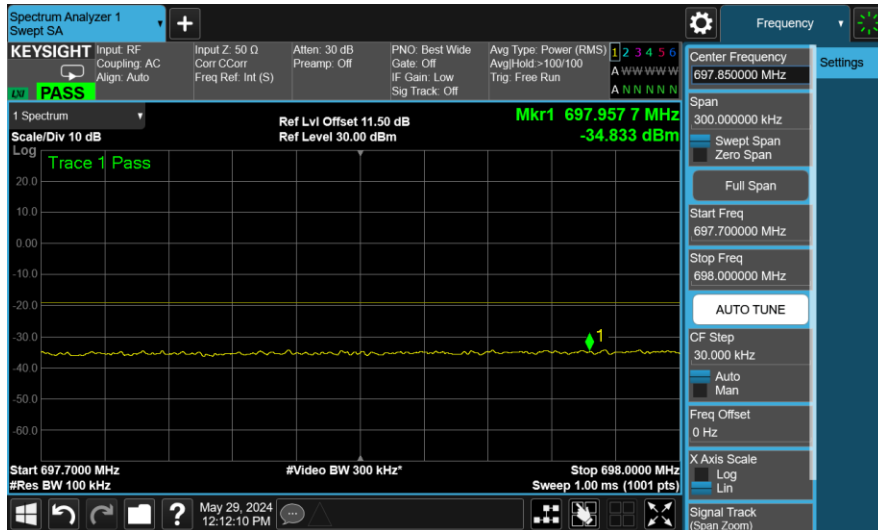 Spectrum Analyzer 1
Swept SA
+
Frequency
KEYSIGHT
Input: RF
Coupling: AC
Align: Auto
LXI PASS
Input Z: 50 Ω
Corr CCorr
Freq Ref: Int (S)
Atten: 30 dB
Preamp: Off
PNO: Best Wide
Gate: Off
IF Gain: Low
Sig Track: Off
Avg Type: Power (RMS)
Avg|Hold:>100/100
Trig: Free Run
1 2 3 4 5 6
A W W W W W
A N N N N N
1 Spectrum
Scale/Div 10 dB
Log
Ref Lvl Offset 11.50 dB
Ref Level 30.00 dBm
Mkr1 697.957 7 MHz
-34.833 dBm
Trace 1 Pass
20.0
10.0
0.00
-10.0
-20.0
-30.0
-40.0
-50.0
-60.0
1
Start 697.7000 MHz
#Res BW 100 kHz
#Video BW 300 kHz*
Stop 698.0000 MHz
Sweep 1.00 ms (1001 pts)
?
May 29, 2024
12:12:10 PM
Center Frequency
697.850000 MHz
Span
300.000000 kHz
Swept Span
Zero Span
Full Span
Start Freq
697.700000 MHz
Stop Freq
698.000000 MHz
AUTO TUNE
CF Step
30.000 kHz
Auto
Man
Freq Offset
0 Hz
X Axis Scale
Log
Lin
Signal Track
(Span Zoom)
Settings